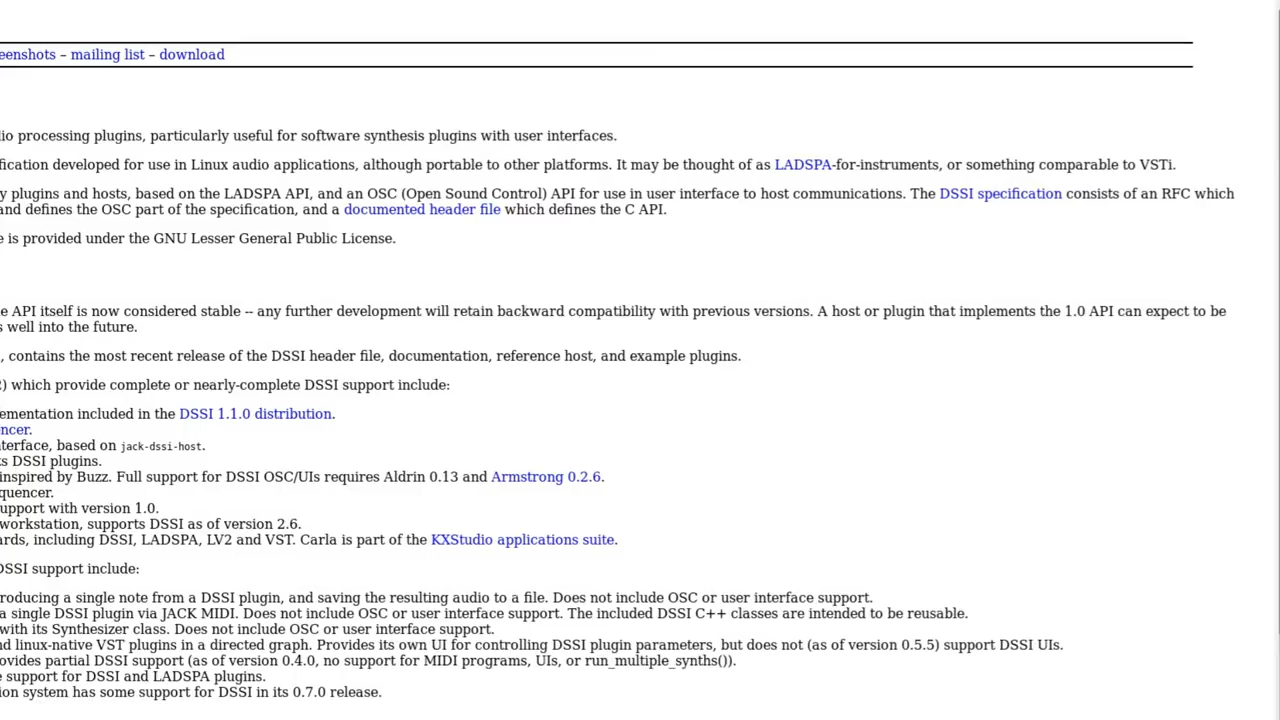 eenshots – mailing list – download
io processing plugins, particularly useful for software synthesis plugins with user interfaces.
fication developed for use in Linux audio applications, although portable to other platforms. It may be thought of as LADSPA-for-instruments, or something comparable to VSTi.
y plugins and hosts, based on the LADSPA API, and an OSC (Open Sound Control) API for use in user interface to host communications. The DSSI specification consists of an RFC which
and defines the OSC part of the specification, and a documented header file which defines the C API.
e is provided under the GNU Lesser General Public License.
e API itself is now considered stable -- any further development will retain backward compatibility with previous versions. A host or plugin that implements the 1.0 API can expect to be
s well into the future.
, contains the most recent release of the DSSI header file, documentation, reference host, and example plugins.
2) which provide complete or nearly-complete DSSI support include:
ementation included in the DSSI 1.1.0 distribution.
encer.
terface, based on jack-dssi-host.
ts DSSI plugins.
inspired by Buzz. Full support for DSSI OSC/UIs requires Aldrin 0.13 and Armstrong 0.2.6.
quencer.
upport with version 1.0.
workstation, supports DSSI as of version 2.6.
ards, including DSSI, LADSPA, LV2 and VST. Carla is part of the KXStudio applications suite.
DSSI support include:
roducing a single note from a DSSI plugin, and saving the resulting audio to a file. Does not include OSC or user interface support.
a single DSSI plugin via JACK MIDI. Does not include OSC or user interface support. The included DSSI C++ classes are intended to be reusable.
with its Synthesizer class. Does not include OSC or user interface support.
nd linux-native VST plugins in a directed graph. Provides its own UI for controlling DSSI plugin parameters, but does not (as of version 0.5.5) support DSSI UIs.
ovides partial DSSI support (as of version 0.4.0, no support for MIDI programs, UIs, or run_multiple_synths()).
e support for DSSI and LADSPA plugins.
ion system has some support for DSSI in its 0.7.0 release.